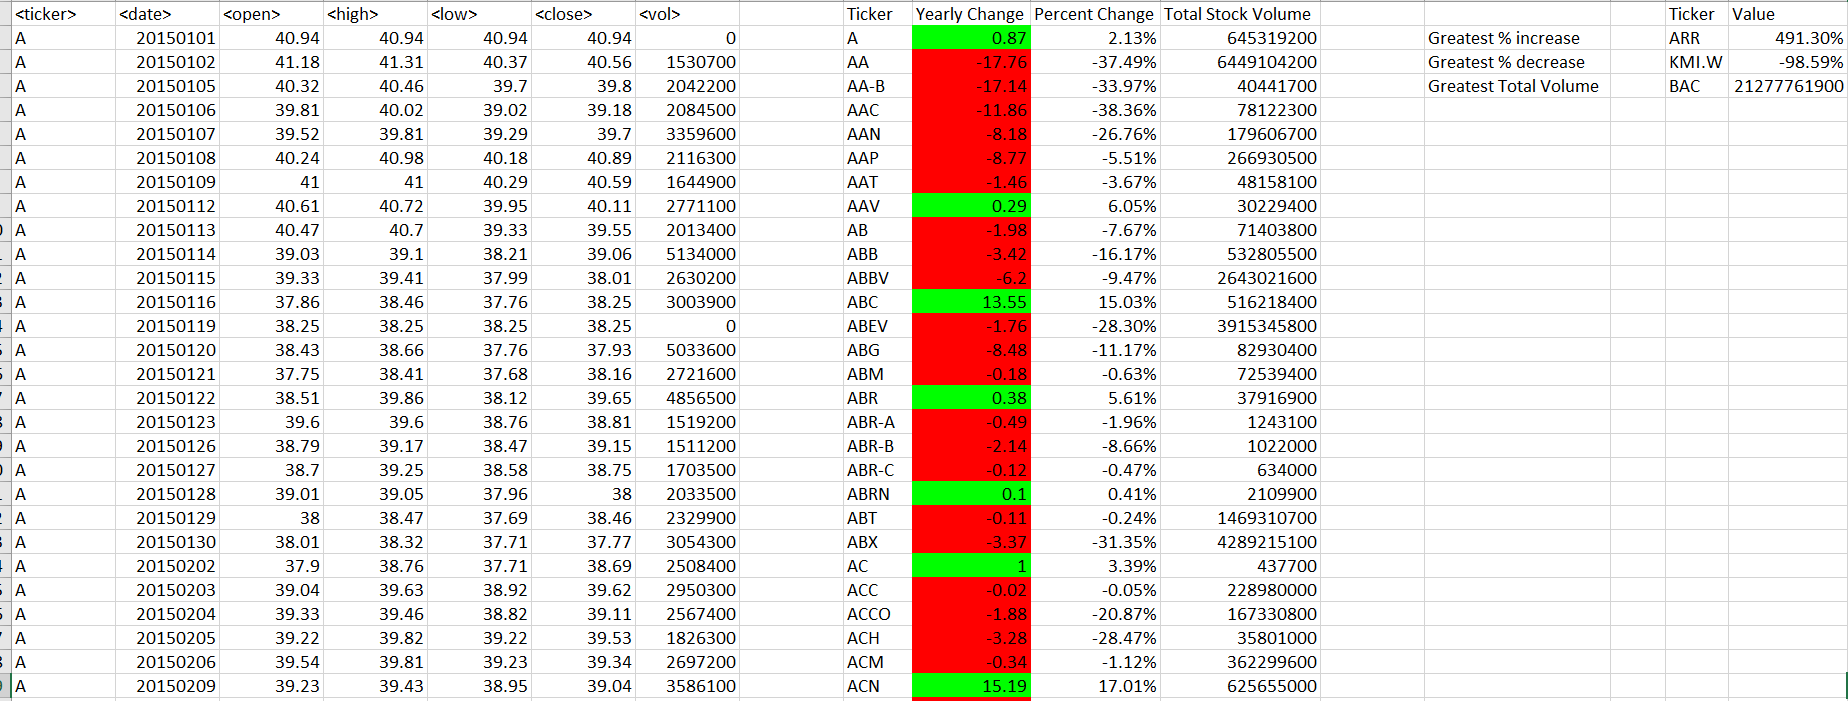 <ticker> <date> <open> <high> <low> <close> <vol> Ticker Yearly Change Percent Change Total Stock Volume Ticker Value
A 20150101 40.94 40.94 40.94 40.94 0 A 0.87 2.13% 645319200 Greatest % increase ARR 491.30%
A 20150102 41.18 41.31 40.37 40.56 1530700 AA -17.76 -37.49% 6449104200 Greatest % decrease KMI.W -98.59%
A 20150105 40.32 40.46 39.7 39.8 2042200 AA-B -17.14 -33.97% 40441700 Greatest Total Volume BAC 21277761900
A 20150106 39.81 40.02 39.02 39.18 2084500 AAC -11.86 -38.36% 78122300
A 20150107 39.52 39.81 39.29 39.7 3359600 AAN -8.18 -26.76% 179606700
A 20150108 40.24 40.98 40.18 40.89 2116300 AAP -8.77 -5.51% 266930500
A 20150109 41 41 40.29 40.59 1644900 AAT -1.46 -3.67% 48158100
A 20150112 40.61 40.72 39.95 40.11 2771100 AAV 0.29 6.05% 30229400
A 20150113 40.47 40.7 39.33 39.55 2013400 AB -1.98 -7.67% 71403800
A 20150114 39.03 39.1 38.21 39.06 5134000 ABB -3.42 -16.17% 532805500
A 20150115 39.33 39.41 37.99 38.01 2630200 ABBV -6.2 -9.47% 2643021600
A 20150116 37.86 38.46 37.76 38.25 3003900 ABC 13.55 15.03% 516218400
A 20150119 38.25 38.25 38.25 38.25 0 ABEV -1.76 -28.30% 3915345800
A 20150120 38.43 38.66 37.76 37.93 5033600 ABG -8.48 -11.17% 82930400
A 20150121 37.75 38.41 37.68 38.16 2721600 ABM -0.18 -0.63% 72539400
A 20150122 38.51 39.86 38.12 39.65 4856500 ABR 0.38 5.61% 37916900
A 20150123 39.6 39.6 38.76 38.81 1519200 ABR-A -0.49 -1.96% 1243100
A 20150126 38.79 39.17 38.47 39.15 1511200 ABR-B -2.14 -8.66% 1022000
A 20150127 38.7 39.25 38.58 38.75 1703500 ABR-C -0.12 -0.47% 634000
A 20150128 39.01 39.05 37.96 38 2033500 ABRN 0.1 0.41% 2109900
A 20150129 38 38.47 37.69 38.46 2329900 ABT -0.11 -0.24% 1469310700
A 20150130 38.01 38.32 37.71 37.77 3054300 ABX -3.37 -31.35% 4289215100
A 20150202 37.9 38.76 37.71 38.69 2508400 AC 1 3.39% 437700
A 20150203 39.04 39.63 38.92 39.62 2950300 ACC -0.02 -0.05% 228980000
A 20150204 39.33 39.46 38.82 39.11 2567400 ACCO -1.88 -20.87% 167330800
A 20150205 39.22 39.82 39.22 39.53 1826300 ACH -3.28 -28.47% 35801000
A 20150206 39.54 39.81 39.23 39.34 2697200 ACM -0.34 -1.12% 362299600
A 20150209 39.23 39.43 38.95 39.04 3586100 ACN 15.19 17.01% 625655000